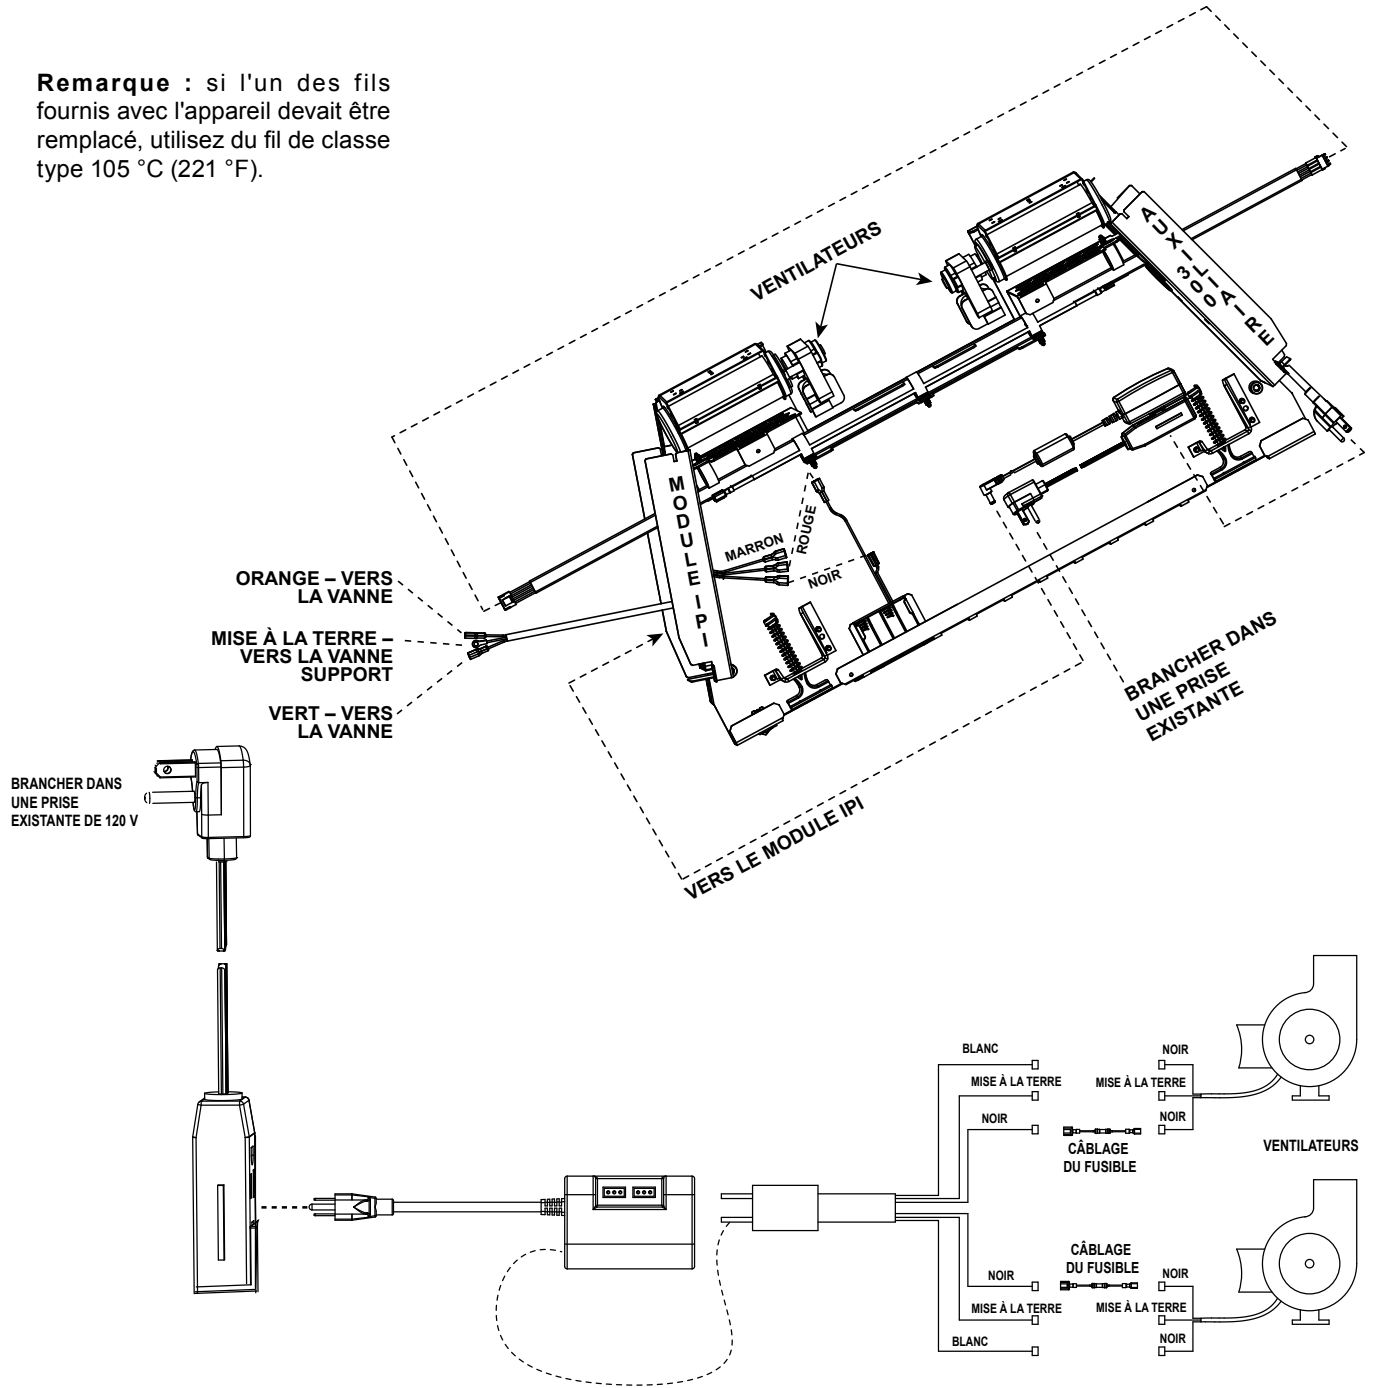 Remarque : si l'un des fils
fournis avec l'appareil devait être
remplacé, utilisez du fil de classe
type 105 °C (221 °F).
VENTILATEURS
AUXILIAIRE
300
MODULE IPI
MARRON
ROUGE
NOIR
ORANGE – VERS
LA VANNE
MISE À LA TERRE –
VERS LA VANNE
SUPPORT
VERT – VERS
LA VANNE
BRANCHER DANS
UNE PRISE
EXISTANTE
VERS LE MODULE IPI
BRANCHER DANS
UNE PRISE
EXISTANTE DE 120 V
BLANC
NOIR
MISE À LA TERRE
MISE À LA TERRE
NOIR
NOIR
CÂBLAGE
DU FUSIBLE
VENTILATEURS
CÂBLAGE
DU FUSIBLE
NOIR
NOIR
MISE À LA TERRE
MISE À LA TERRE
BLANC
NOIR